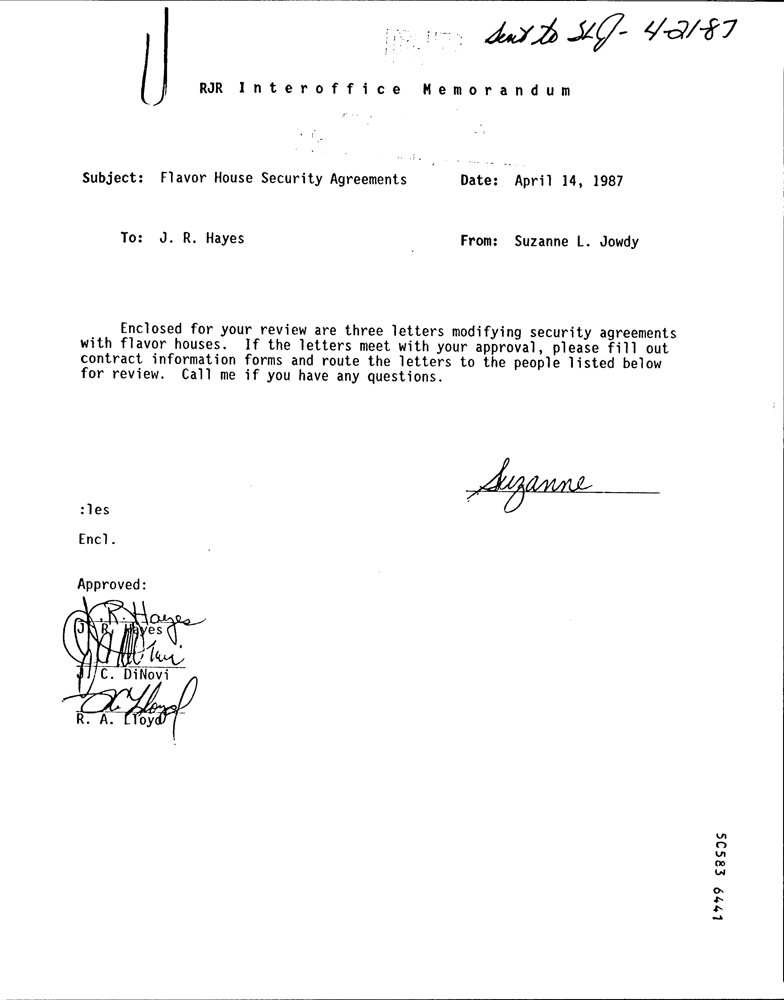 Sent to SLJ - 4-21-87
RJR Interoffice Memorandum
Subject: Flavor House Security Agreements Date: April 14, 1987
To: J. R. Hayes From: Suzanne L. Jowdy
Enclosed for your review are three letters modifying security agreements
with flavor houses. If the letters meet with your approval, please fill out
contract information forms and route the letters to the people listed below
for review. Call me if you have any questions.
Suzanne
:les
Encl.
Approved:
J. R. Hayes
J. R. Hayes
J. C. DiNovi
R. A. Lloyd
50583 6441